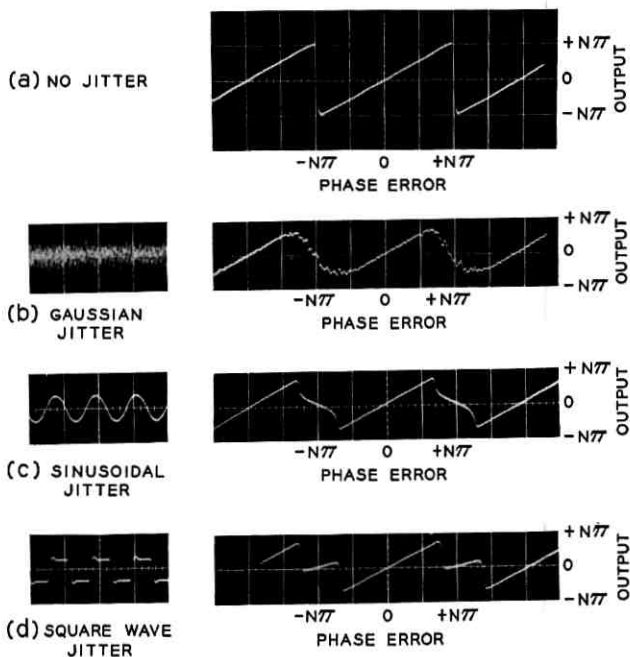 (a) NO JITTER
+Nπ
0
-Nπ
OUTPUT
-Nπ 0 +Nπ
PHASE ERROR
(b) GAUSSIAN
JITTER
+Nπ
0
-Nπ
OUTPUT
-Nπ 0 +Nπ
PHASE ERROR
(c) SINUSOIDAL
JITTER
+Nπ
0
-Nπ
OUTPUT
-Nπ 0 +Nπ
PHASE ERROR
(d) SQUARE WAVE
JITTER
+Nπ
0
-Nπ
OUTPUT
-Nπ 0 +Nπ
PHASE ERROR